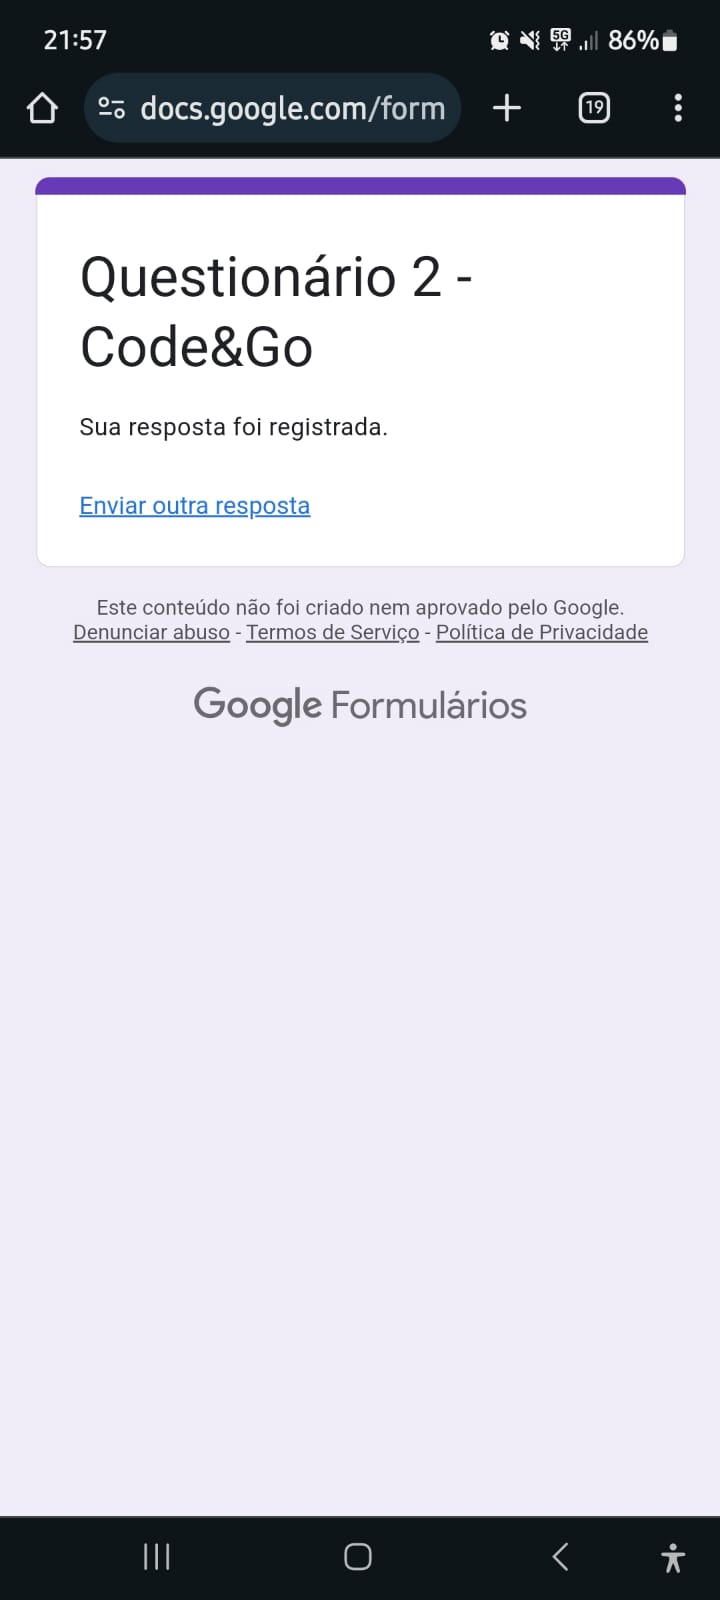 21:57
5G
86%
docs.google.com/form
19
Questionário 2 -
Code&Go
Sua resposta foi registrada.
Enviar outra resposta
Este conteúdo não foi criado nem aprovado pelo Google.
Denunciar abuso - Termos de Serviço - Política de Privacidade
Google Formulários